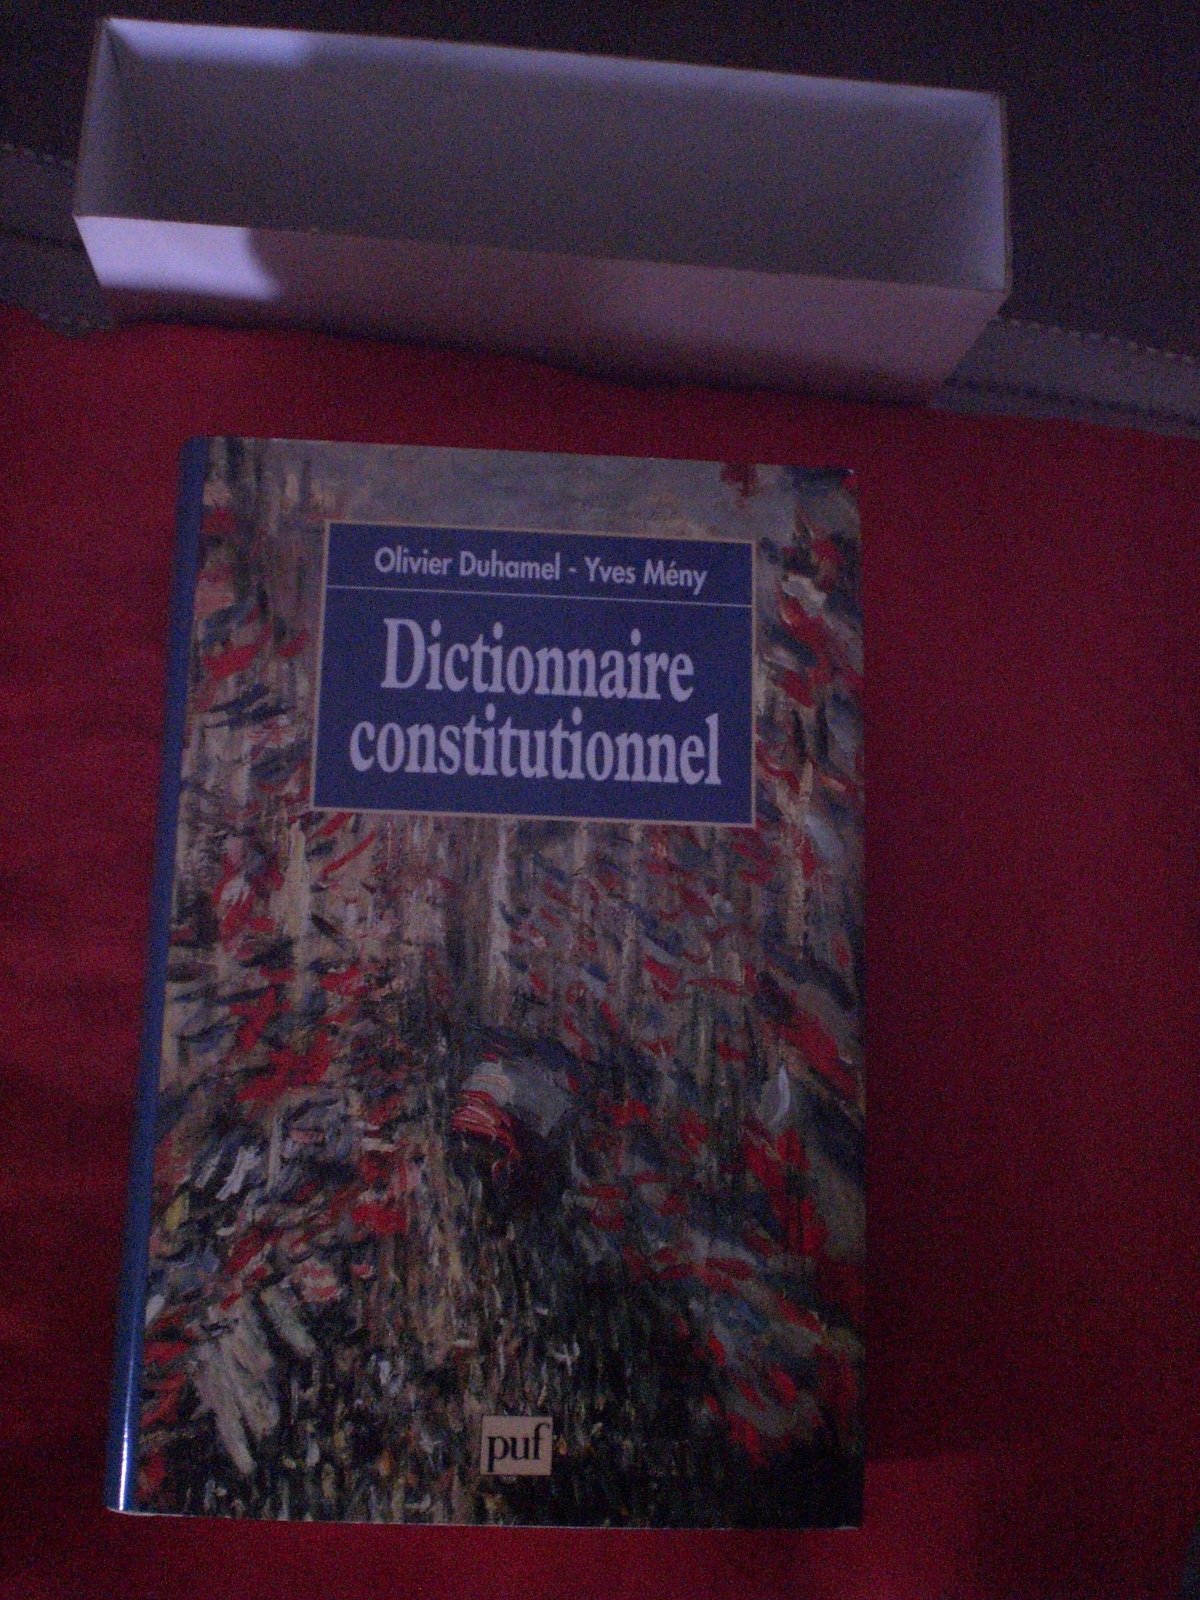 Olivier Duhamel - Yves Mény
Dictionnaire
constitutionnel
puf